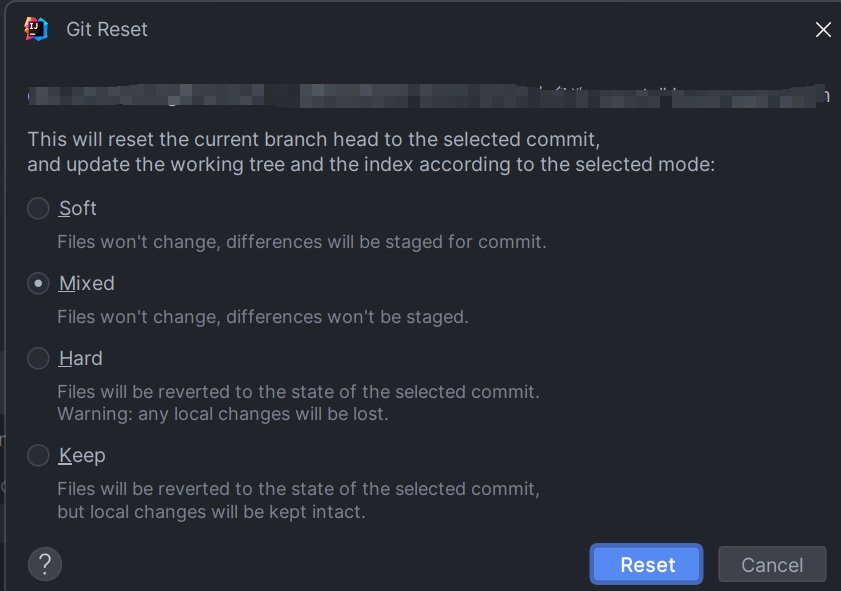 Git Reset
This will reset the current branch head to the selected commit,
and update the working tree and the index according to the selected mode:
Soft
Files won't change, differences will be staged for commit.
Mixed
Files won't change, differences won't be staged.
Hard
Files will be reverted to the state of the selected commit.
Warning: any local changes will be lost.
Keep
Files will be reverted to the state of the selected commit,
but local changes will be kept intact.
?
Reset
Cancel